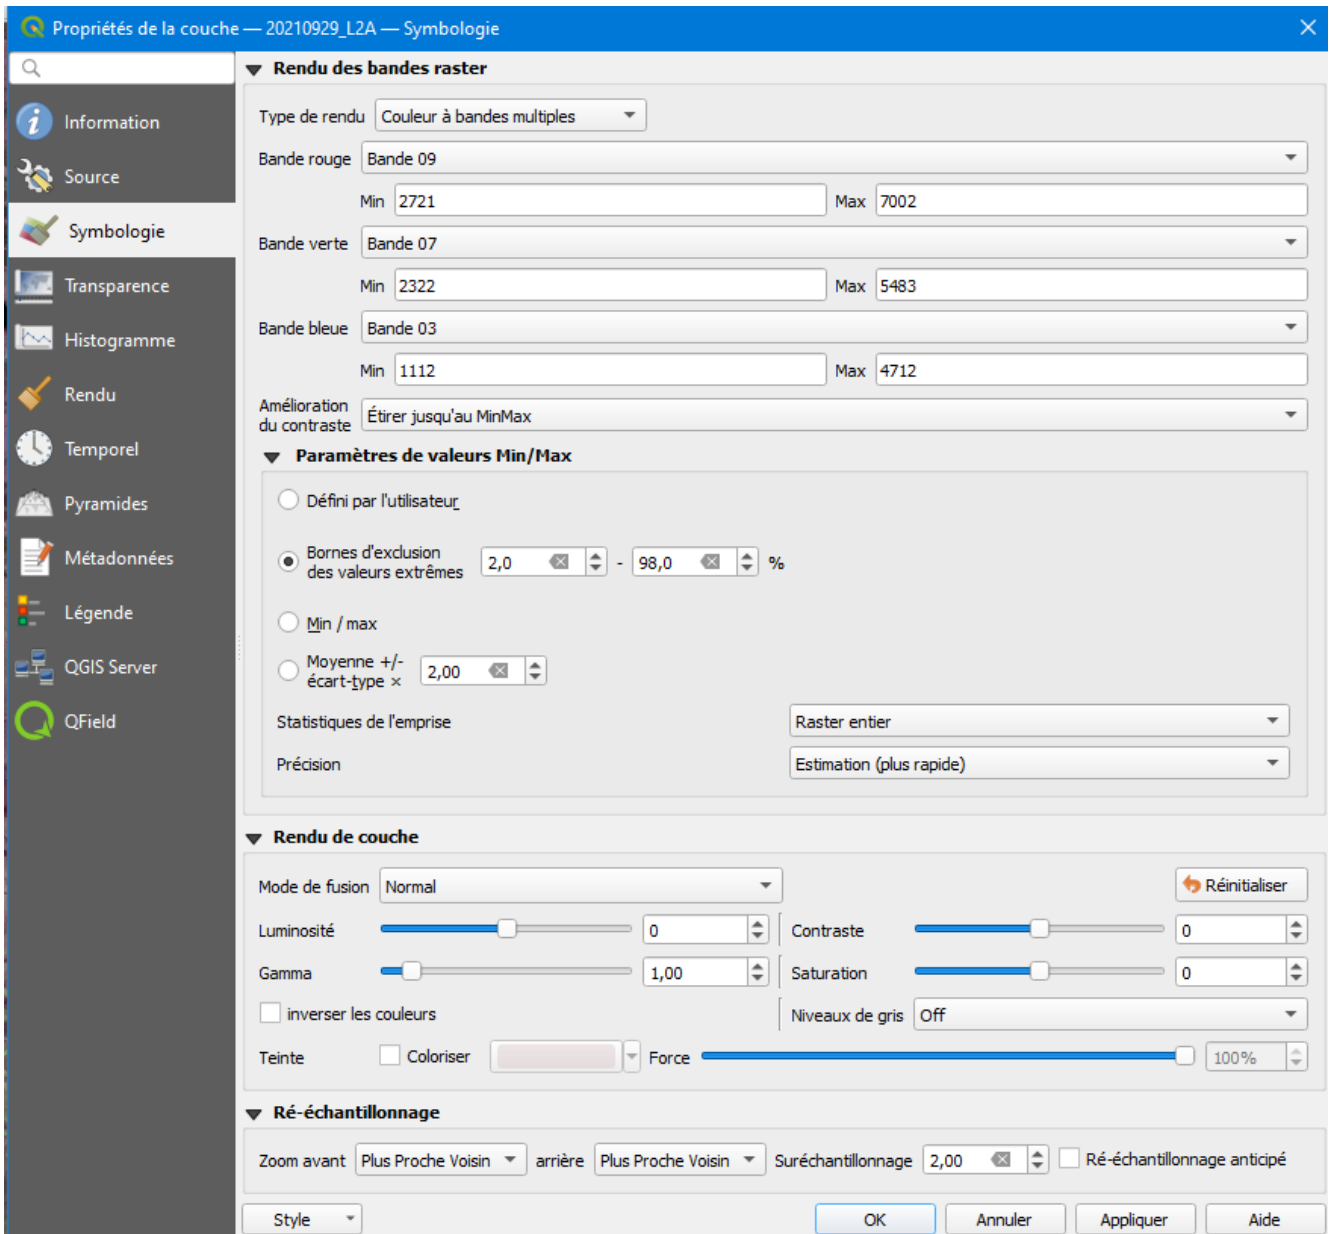 Propriétés de la couche — 20210929_L2A — Symbologie
Information
Source
Symbologie
Transparence
Histogramme
Rendu
Temporel
Pyramides
Métadonnées
Légende
QGIS Server
QField
Rendu des bandes raster
Type de rendu Couleur à bandes multiples
Bande rouge Bande 09
Min 2721 Max 7002
Bande verte Bande 07
Min 2322 Max 5483
Bande bleue Bande 03
Min 1112 Max 4712
Amélioration
du contraste Étirer jusqu'au MinMax
Paramètres de valeurs Min/Max
Défini par l'utilisateur
Bornes d'exclusion
des valeurs extrêmes 2,0 - 98,0 %
Min / max
Moyenne +/-
écart-type × 2,00
Statistiques de l'emprise Raster entier
Précision Estimation (plus rapide)
Rendu de couche
Mode de fusion Normal Réinitialiser
Luminosité 0 Contraste 0
Gamma 1,00 Saturation 0
inverser les couleurs Niveaux de gris Off
Teinte Coloriser Force 100%
Ré-échantillonnage
Zoom avant Plus Proche Voisin arrière Plus Proche Voisin Suréchantillonnage 2,00 Ré-échantillonnage anticipé
Style OK Annuler Appliquer Aide